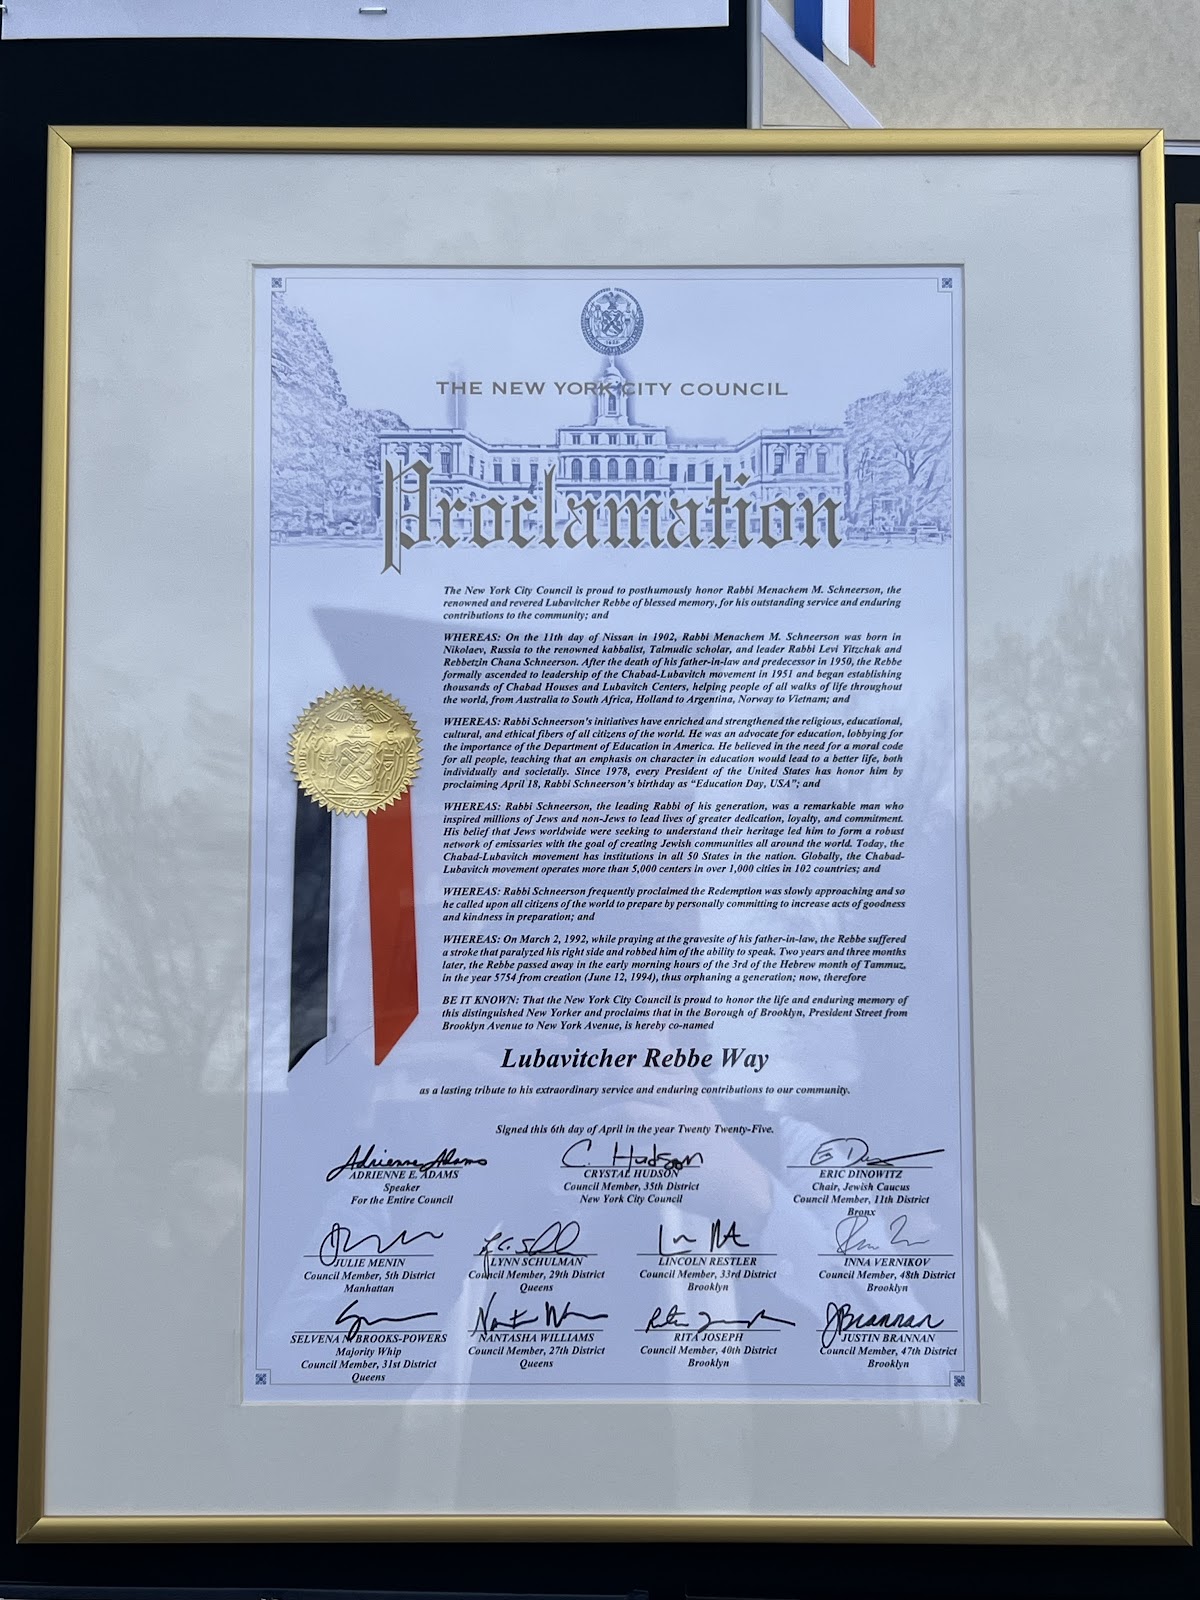 THE NEW YORK CITY COUNCIL
Proclamation
The New York City Council is proud to posthumously honor Rabbi Menachem M. Schneerson, the
renowned and revered Lubavitcher Rebbe of blessed memory, for his outstanding service and enduring
contributions to the community; and
WHEREAS: On the 11th day of Nissan in 1902, Rabbi Menachem M. Schneerson was born in
Nikolaev, Russia to the renowned kabbalist, Talmudic scholar, and leader Rabbi Levi Yitzchak and
Rebbetzin Chana Schneerson. After the death of his father-in-law and predecessor in 1950, the Rebbe
formally ascended to leadership of the Chabad-Lubavitch movement in 1951 and began establishing
thousands of Chabad Houses and Lubavitch Centers, helping people of all walks of life throughout
the world, from Australia to South Africa, Holland to Argentina, Norway to Vietnam; and
WHEREAS: Rabbi Schneerson's initiatives have enriched and strengthened the religious, educational,
cultural, and ethical fibers of all citizens of the world. He was an advocate for education, lobbying for
the importance of the Department of Education in America. He believed in the need for a moral code
for all people, teaching that an emphasis on character in education would lead to a better life, both
individually and societally. Since 1978, every President of the United States has honor him by
proclaiming April 18, Rabbi Schneerson's birthday as “Education Day, USA”; and
WHEREAS: Rabbi Schneerson, the leading Rabbi of his generation, was a remarkable man who
inspired millions of Jews and non-Jews to lead lives of greater dedication, loyalty, and commitment.
His belief that Jews worldwide were seeking to understand their heritage led him to form a robust
network of emissaries with the goal of creating Jewish communities all around the world. Today, the
Chabad-Lubavitch movement has institutions in all 50 States in the nation. Globally, the Chabad-
Lubavitch movement operates more than 5,000 centers in over 1,000 cities in 102 countries; and
WHEREAS: Rabbi Schneerson frequently proclaimed the Redemption was slowly approaching and so
he called upon all citizens of the world to prepare by personally committing to increase acts of goodness
and kindness in preparation; and
WHEREAS: On March 2, 1992, while praying at the gravesite of his father-in-law, the Rebbe suffered
a stroke that paralyzed his right side and robbed him of the ability to speak. Two years and three months
later, the Rebbe passed away in the early morning hours of the 3rd of the Hebrew month of Tammuz,
in the year 5754 from creation (June 12, 1994), thus orphaning a generation; now, therefore
BE IT KNOWN: That the New York City Council is proud to honor the life and enduring memory of
this distinguished New Yorker and proclaims that in the Borough of Brooklyn, President Street from
Brooklyn Avenue to New York Avenue, is hereby co-named
Lubavitcher Rebbe Way
as a lasting tribute to his extraordinary service and enduring contributions to our community.
Signed this 6th day of April in the year Twenty Twenty-Five.
Adrienne Adams C. Hudson
ADRIENNE E. ADAMS CRYSTAL HUDSON ERIC DINOWITZ
Speaker Council Member, 35th District Chair, Jewish Caucus
For the Entire Council New York City Council Council Member, 11th District
Bronx
JULIE MENIN LYNN SCHULMAN LINCOLN RESTLER INNA VERNIKOV
Council Member, 5th District Council Member, 29th District Council Member, 33rd District Council Member, 48th District
Manhattan Queens Brooklyn Brooklyn
JBrannan
SELVENA N. BROOKS-POWERS NANTASHA WILLIAMS RITA JOSEPH JUSTIN BRANNAN
Majority Whip Council Member, 27th District Council Member, 40th District Council Member, 47th District
Council Member, 31st District Queens Brooklyn Brooklyn
Queens